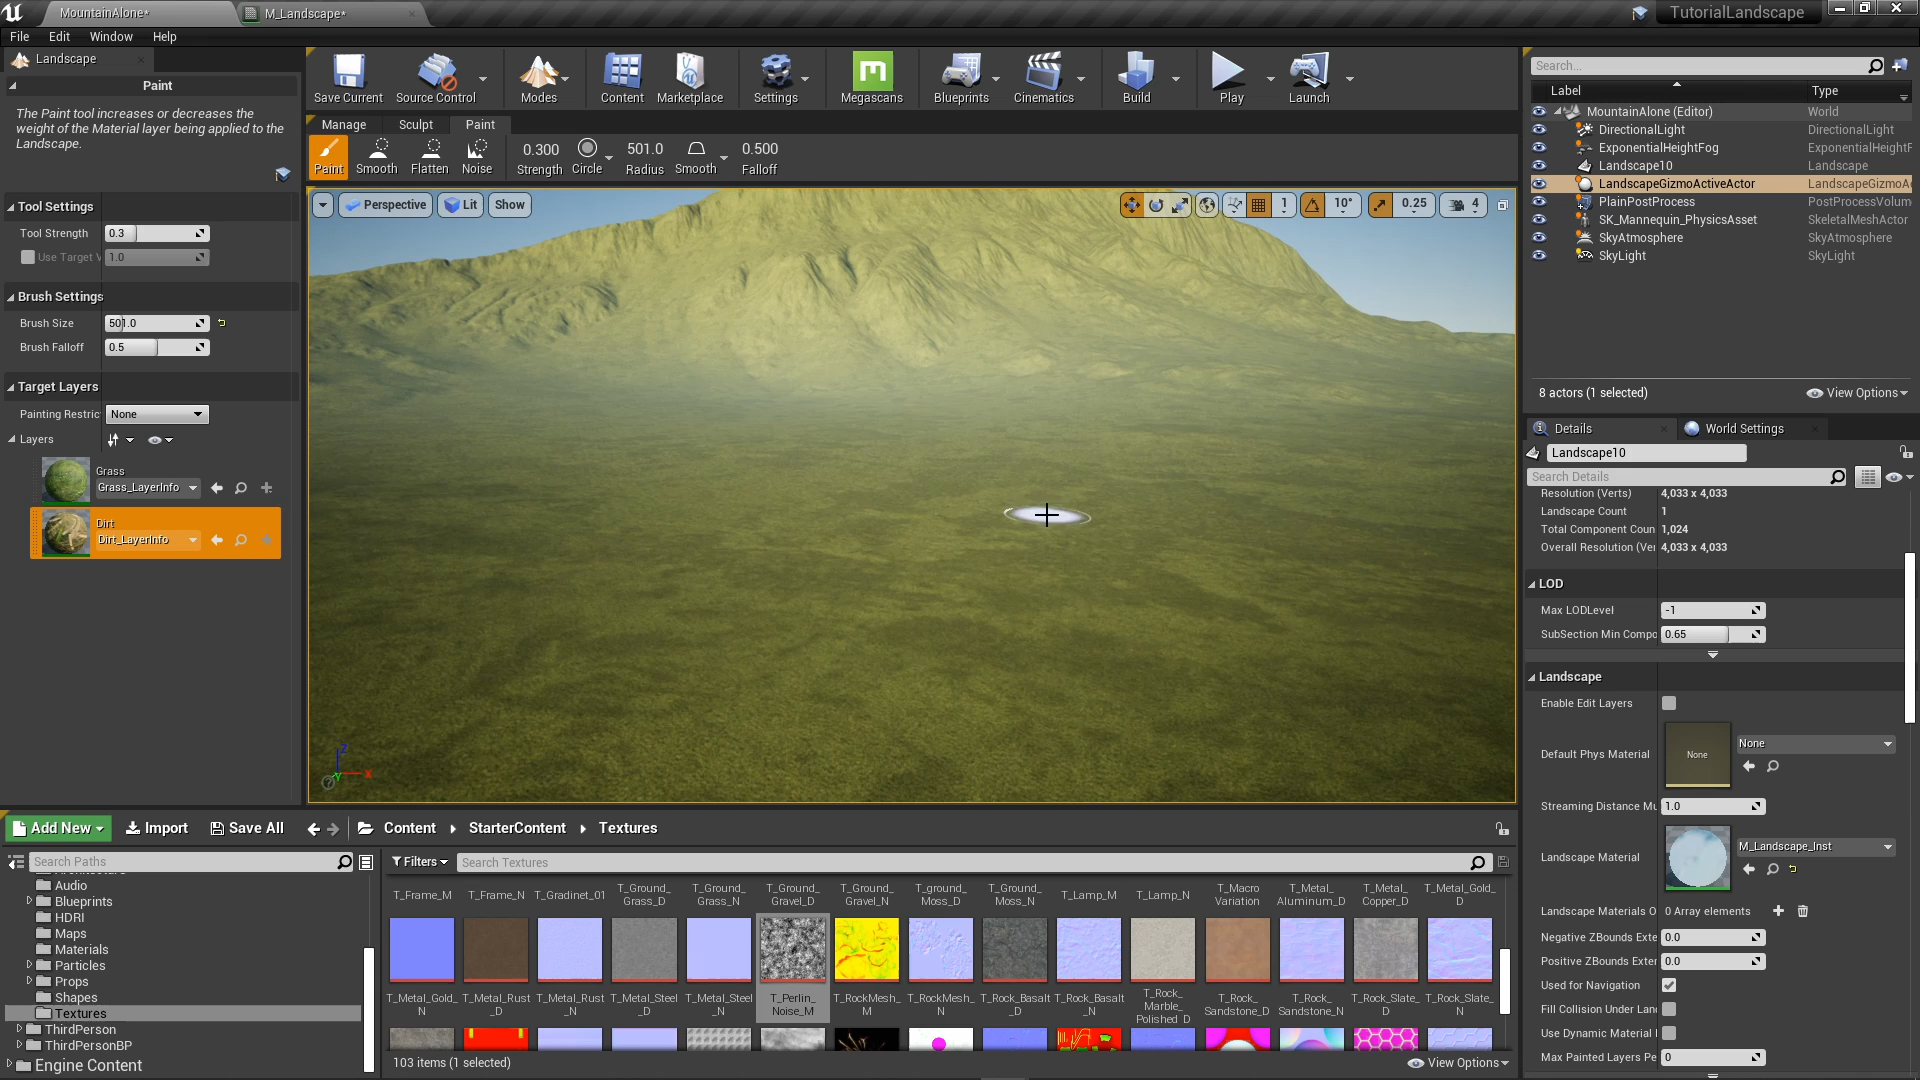 MountainAlone*
M_Landscape*
TutorialLandscape
File Edit Window Help
Landscape
Paint
The Paint tool increases or decreases the
weight of the Material layer being applied to the
Landscape.
Tool Settings
Tool Strength 0.3
Use Target V 1.0
Brush Settings
Brush Size 501.0
Brush Falloff 0.5
Target Layers
Painting Restric None
Layers
Grass
Grass_LayerInfo
Dirt
Dirt_LayerInfo
Save Current Source Control Modes Content Marketplace Settings Megascans Blueprints Cinematics Build Play Launch
Manage Sculpt Paint
Paint Smooth Flatten Noise
0.300
Strength
Circle
501.0
Radius
Smooth
0.500
Falloff
Perspective Lit Show
1 10° 0.25 4
Z
X
Y
Search...
Label Type
MountainAlone (Editor) World
DirectionalLight DirectionalLight
ExponentialHeightFog ExponentialHeightF
Landscape10 Landscape
LandscapeGizmoActiveActor LandscapeGizmoA
PlainPostProcess PostProcessVolum
SK_Mannequin_PhysicsAsset SkeletalMeshActor
SkyAtmosphere SkyAtmosphere
SkyLight SkyLight
8 actors (1 selected) View Options
Details World Settings
Landscape10
Search Details
Resolution (Verts) 4,033 x 4,033
Landscape Count 1
Total Component Coun 1,024
Overall Resolution (Ver 4,033 x 4,033
LOD
Max LODLevel -1
SubSection Min Compo 0.65
Landscape
Enable Edit Layers
Default Phys Material None None
Streaming Distance Mu 1.0
Landscape Material M_Landscape_Inst
Landscape Materials O 0 Array elements
Negative ZBounds Exte 0.0
Positive ZBounds Exter 0.0
Used for Navigation
Fill Collision Under Lan
Use Dynamic Material I
Max Painted Layers Pe 0
Add New Import Save All Content StarterContent Textures
Search Paths
Audio
Blueprints
HDRI
Maps
Materials
Particles
Props
Shapes
Textures
ThirdPerson
ThirdPersonBP
Engine Content
Filters Search Textures
T_Frame_M T_Frame_N T_Gradinet_01 T_Ground_ T_Ground_ T_Ground_ T_Ground_ T_ground_ T_Ground_ T_Lamp_M T_Lamp_N T_Macro T_Metal_ T_Metal_ T_Metal_Gold_
Grass_D Grass_N Gravel_D Gravel_N Moss_D Moss_N Variation Aluminum_D Copper_D D
T_Metal_Gold_ T_Metal_Rust T_Metal_Rust T_Metal_Steel T_Metal_Steel T_Perlin_ T_RockMesh_ T_RockMesh_ T_Rock_Basalt T_Rock_Basalt T_Rock_ T_Rock_ T_Rock_ T_Rock_Slate_ T_Rock_Slate_
N _D _N _D _N Noise_M M N _D _N Marble_ Sandstone_D Sandstone_N D N
Polished_D
103 items (1 selected) View Options